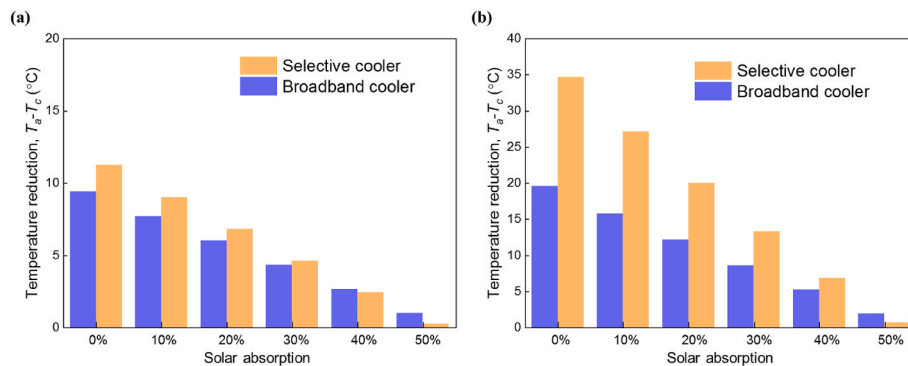 (a)
20
15
10
5
0
Temperature reduction, Ta-Tc (°C)
Selective cooler
Broadband cooler
0% 10% 20% 30% 40% 50%
Solar absorption
(b)
40
35
30
25
20
15
10
5
0
Temperature reduction, Ta-Tc (°C)
Selective cooler
Broadband cooler
0% 10% 20% 30% 40% 50%
Solar absorption